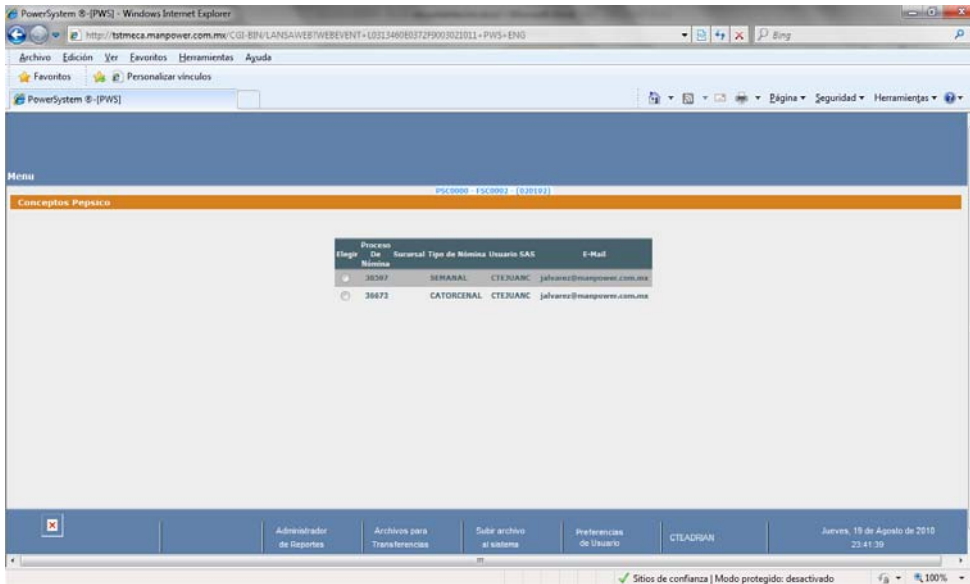 PowerSystem ®-[PWS] - Windows Internet Explorer
http://tstmeca.manpower.com.mx/CGI-BIN/LANSAWEB?WEBEVENT+L0313460E0372F9003021011+PWS+ENG
Bing
Archivo Edición Ver Favoritos Herramientas Ayuda
Favoritos Personalizar vínculos
PowerSystem ®-[PWS]
Página Seguridad Herramientas
Menu
PSC0000 - FSC0002 - (020102)
Conceptos Pepsico
Elegir Proceso De Nómina Sucursal Tipo de Nómina Usuario SAS E-Mail
SEMANAL CTEJUANC jalvarez@manpower.com.mx
CATORCENAL CTEJUANC jalvarez@manpower.com.mx
Administrador de Reportes
Archivos para Transferencias
Subir archivo al sistema
Preferencias de Usuario
CTEADRIAN
Jueves, 19 de Agosto de 2010
23:41:39
Sitios de confianza | Modo protegido: desactivado
100%